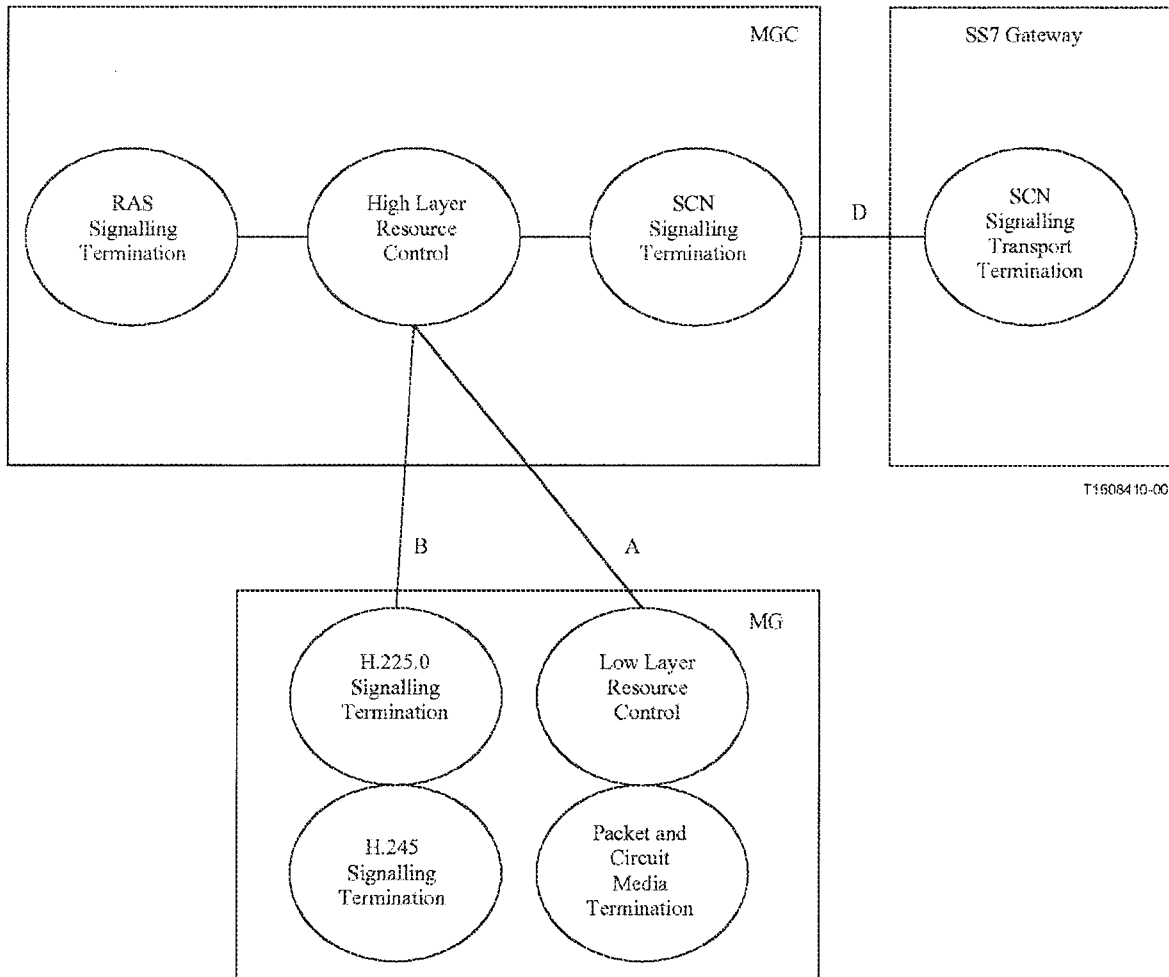 MGC
SS7 Gateway
RAS
Signalling
Termination
High Layer
Resource
Control
SCN
Signalling
Termination
D
SCN
Signalling
Transport
Termination
T1608410-00
B
A
MG
H.225.0
Signalling
Termination
Low Layer
Resource
Control
H.245
Signalling
Termination
Packet and
Circuit
Media
Termination